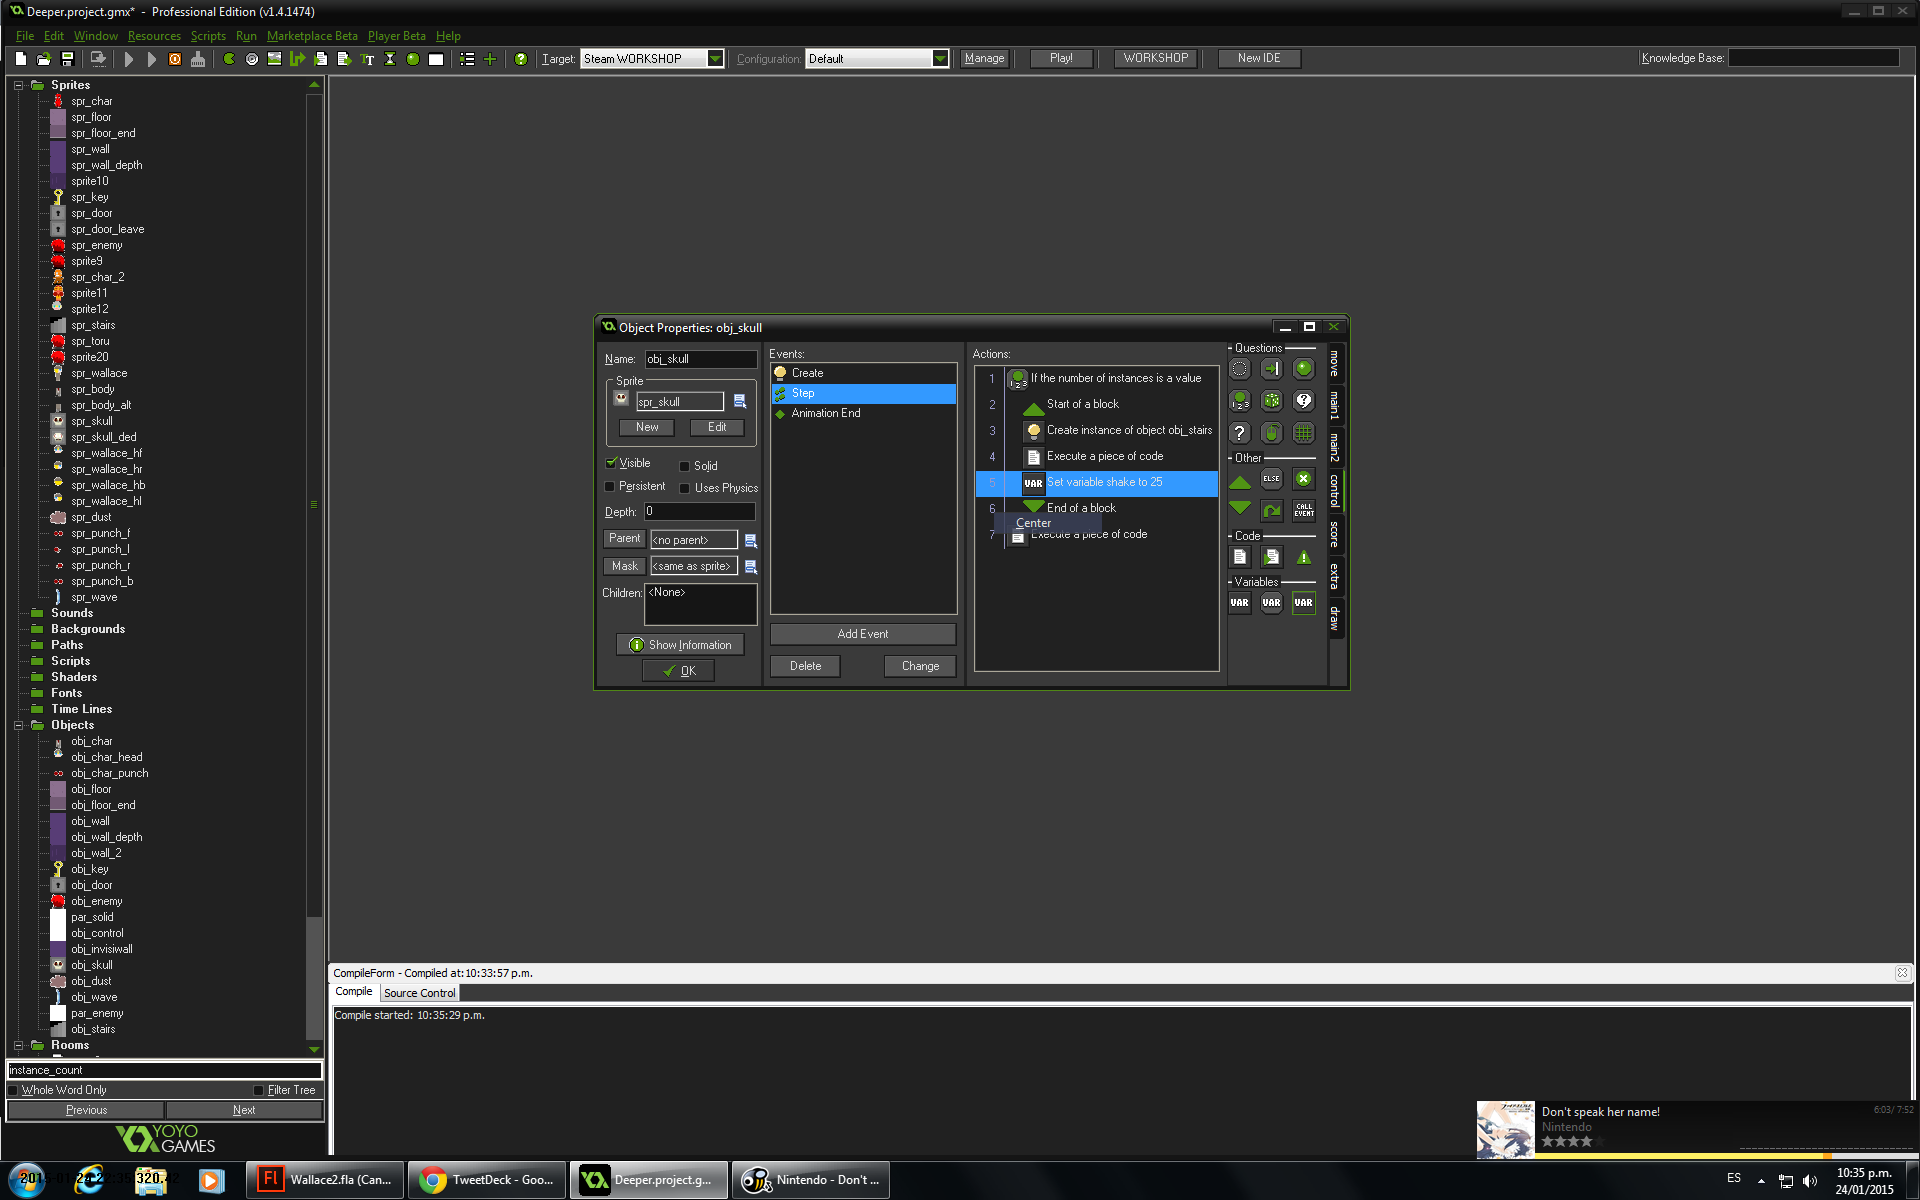 Deeper.project.gmx* - Professional Edition (v1.4.1474)
File Edit Window Resources Scripts Run Marketplace Beta Player Beta Help
Target: Steam WORKSHOP Configuration: Default Manage Play! WORKSHOP New IDE Knowledge Base:
Sprites
spr_char
spr_floor
spr_floor_end
spr_wall
spr_wall_depth
sprite10
spr_key
spr_door
spr_door_leave
spr_enemy
sprite9
spr_char_2
sprite11
sprite12
spr_stairs
spr_toru
sprite20
spr_wallace
spr_body
spr_body_alt
spr_skull
spr_skull_ded
spr_wallace_hf
spr_wallace_hr
spr_wallace_hb
spr_wallace_hl
spr_dust
spr_punch_f
spr_punch_l
spr_punch_r
spr_punch_b
spr_wave
Sounds
Backgrounds
Paths
Scripts
Shaders
Fonts
Time Lines
Objects
obj_char
obj_char_head
obj_char_punch
obj_floor
obj_floor_end
obj_wall
obj_wall_depth
obj_wall_2
obj_key
obj_door
obj_enemy
par_solid
obj_control
obj_invisiwall
obj_skull
obj_dust
obj_wave
par_enemy
obj_stairs
Rooms
instance_count
Whole Word Only Filter Tree
Previous Next
YOYO
GAMES
Object Properties: obj_skull
Name: obj_skull
Sprite
spr_skull
New Edit
Visible Solid
Persistent Uses Physics
Depth: 0
Parent <no parent>
Mask <same as sprite>
Children: <None>
Show Information
OK
Events:
Create
Step
Animation End
Add Event
Delete Change
Actions:
1 If the number of instances is a value
2 Start of a block
3 Create instance of object obj_stairs
4 Execute a piece of code
5 VAR Set variable shake to 25
6 End of a block
Center
7 Execute a piece of code
Questions
Other
ELSE
CALL EVENT
Code
Variables
VAR VAR VAR
move
main1
main2
control
score
extra
draw
CompileForm - Compiled at:10:33:57 p.m.
Compile Source Control
Compile started: 10:35:29 p.m.
Don't speak her name!
6:03/ 7:52
Nintendo
Wallace2.fla (Can...
TweetDeck - Goo...
Deeper.project.g...
Nintendo - Don't ...
ES
10:35 p.m.
24/01/2015